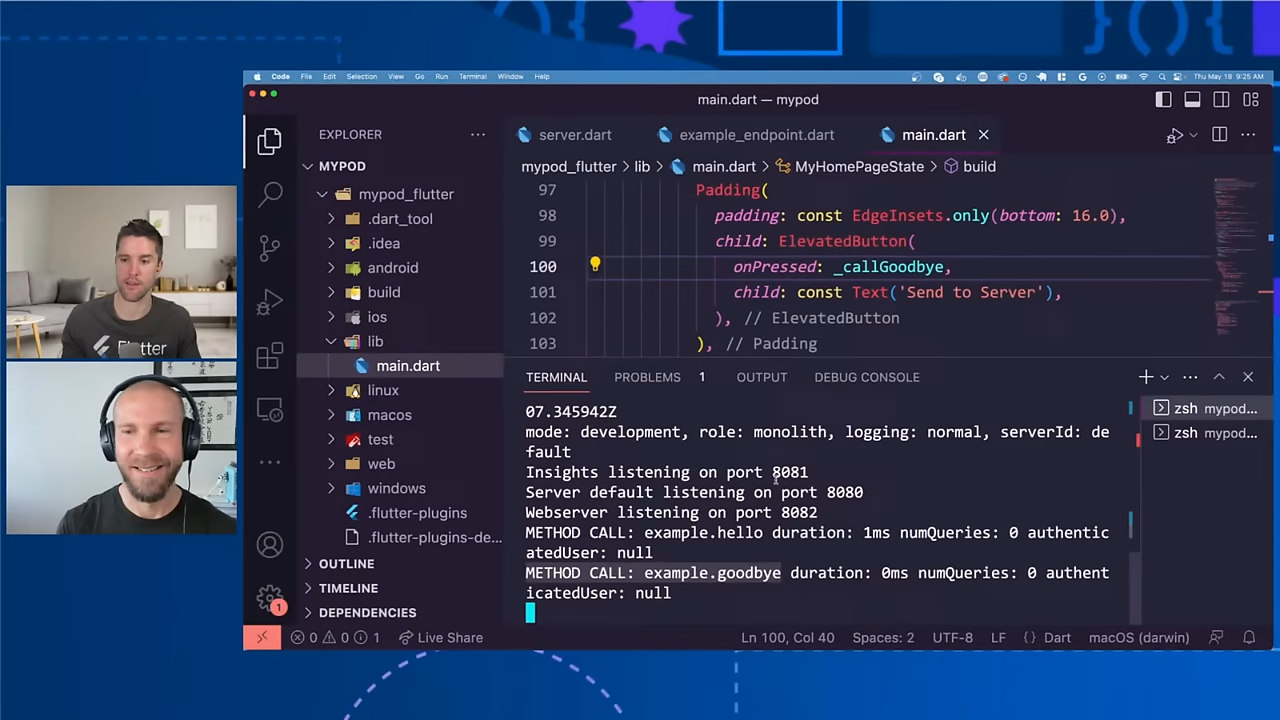 Code File Edit Selection View Go Run Terminal Window Help
Thu May 18 9:25 AM
main.dart — mypod
EXPLORER
MYPOD
mypod_flutter
.dart_tool
.idea
android
build
ios
lib
main.dart
linux
macos
test
web
windows
.flutter-plugins
.flutter-plugins-de...
OUTLINE
TIMELINE
DEPENDENCIES
1
server.dart example_endpoint.dart main.dart
mypod_flutter > lib > main.dart > MyHomePageState > build
97 Padding(
98 padding: const EdgeInsets.only(bottom: 16.0),
99 child: ElevatedButton(
100 onPressed: _callGoodbye,
101 child: const Text('Send to Server'),
102 ), // ElevatedButton
103 ), // Padding
TERMINAL PROBLEMS 1 OUTPUT DEBUG CONSOLE
07.345942Z
mode: development, role: monolith, logging: normal, serverId: de
fault
Insights listening on port 8081
Server default listening on port 8080
Webserver listening on port 8082
METHOD CALL: example.hello duration: 1ms numQueries: 0 authentic
atedUser: null
METHOD CALL: example.goodbye duration: 0ms numQueries: 0 authent
icatedUser: null
zsh mypod...
zsh mypod...
0 0 1 Live Share
Ln 100, Col 40 Spaces: 2 UTF-8 LF {} Dart macOS (darwin)